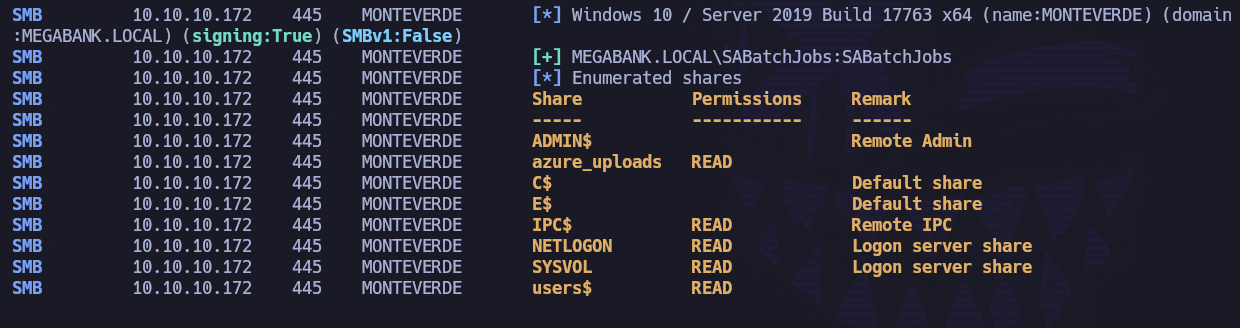 SMB         10.10.10.172    445    MONTEVERDE       [*] Windows 10 / Server 2019 Build 17763 x64 (name:MONTEVERDE) (domain
:MEGABANK.LOCAL) (signing:True) (SMBv1:False)
SMB         10.10.10.172    445    MONTEVERDE       [+] MEGABANK.LOCAL\SABatchJobs:SABatchJobs
SMB         10.10.10.172    445    MONTEVERDE       [*] Enumerated shares
SMB         10.10.10.172    445    MONTEVERDE       Share           Permissions     Remark
SMB         10.10.10.172    445    MONTEVERDE       -----           -----------     ------
SMB         10.10.10.172    445    MONTEVERDE       ADMIN$                          Remote Admin
SMB         10.10.10.172    445    MONTEVERDE       azure_uploads   READ
SMB         10.10.10.172    445    MONTEVERDE       C$                              Default share
SMB         10.10.10.172    445    MONTEVERDE       E$                              Default share
SMB         10.10.10.172    445    MONTEVERDE       IPC$            READ            Remote IPC
SMB         10.10.10.172    445    MONTEVERDE       NETLOGON        READ            Logon server share
SMB         10.10.10.172    445    MONTEVERDE       SYSVOL          READ            Logon server share
SMB         10.10.10.172    445    MONTEVERDE       users$          READ